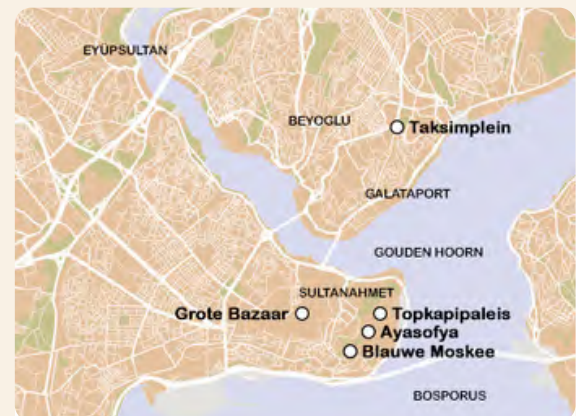 EYÜPSULTAN
BEYOGLU
Taksimplein
GALATAPORT
GOUDEN HOORN
SULTANAHMET
Grote Bazaar
Topkapipaleis
Ayasofya
Blauwe Moskee
BOSPORUS